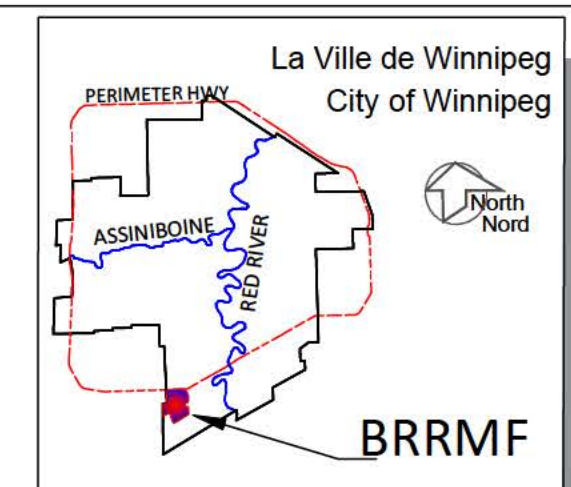 La Ville de Winnipeg
City of Winnipeg
PERIMETER HWY
North
Nord
ASSINIBOINE
RED RIVER
BRRMF